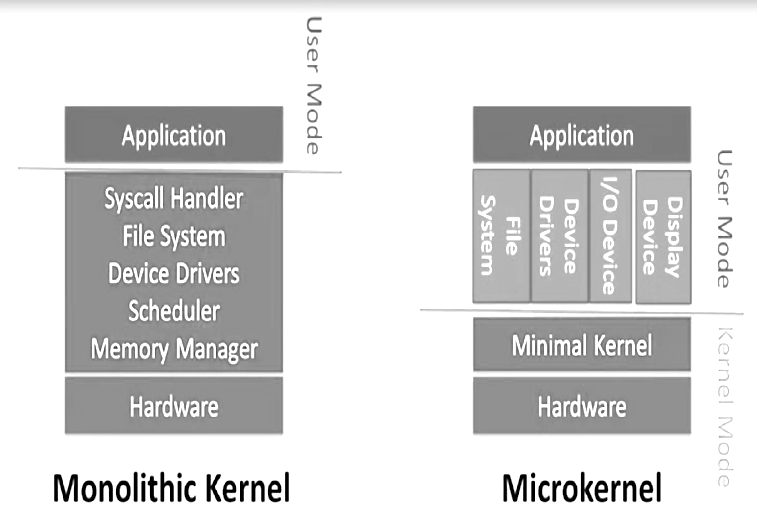 User Mode
Application
Syscall Handler
File System
Device Drivers
Scheduler
Memory Manager
Hardware
Monolithic Kernel
Application
File
System
Device
Drivers
I/O Device
Display
Device
User Mode
Minimal Kernel
Hardware
Kernel Mode
Microkernel